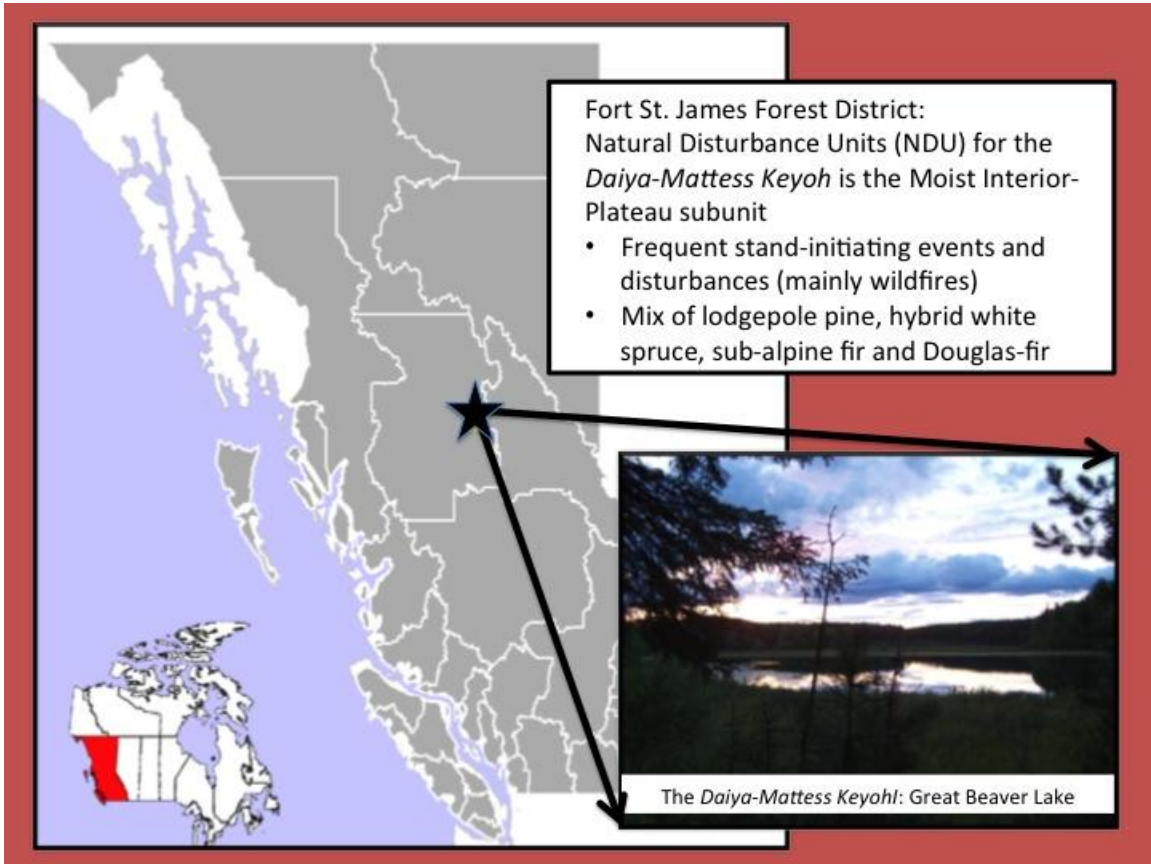 Fort St. James Forest District:
Natural Disturbance Units (NDU) for the
Daiya-Mattess Keyoh is the Moist Interior-
Plateau subunit
• Frequent stand-initiating events and
disturbances (mainly wildfires)
• Mix of lodgepole pine, hybrid white
spruce, sub-alpine fir and Douglas-fir
The Daiya-Mattess Keyohl: Great Beaver Lake